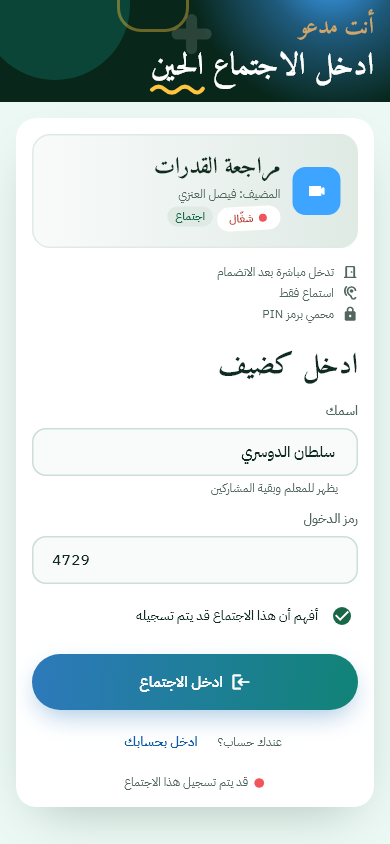 أنت مدعو
ادخل الاجتماع الحين
مراجعة القدرات
المضيف: فيصل العنزي
شغّال اجتماع
تدخل مباشرة بعد الانضمام
استماع فقط
محمي برمز PIN
ادخل كضيف
اسمك
سلطان الدوسري
يظهر للمعلم وبقية المشاركين
رمز الدخول
4729
أفهم أن هذا الاجتماع قد يتم تسجيله
ادخل الاجتماع
عندك حساب؟ ادخل بحسابك
قد يتم تسجيل هذا الاجتماع